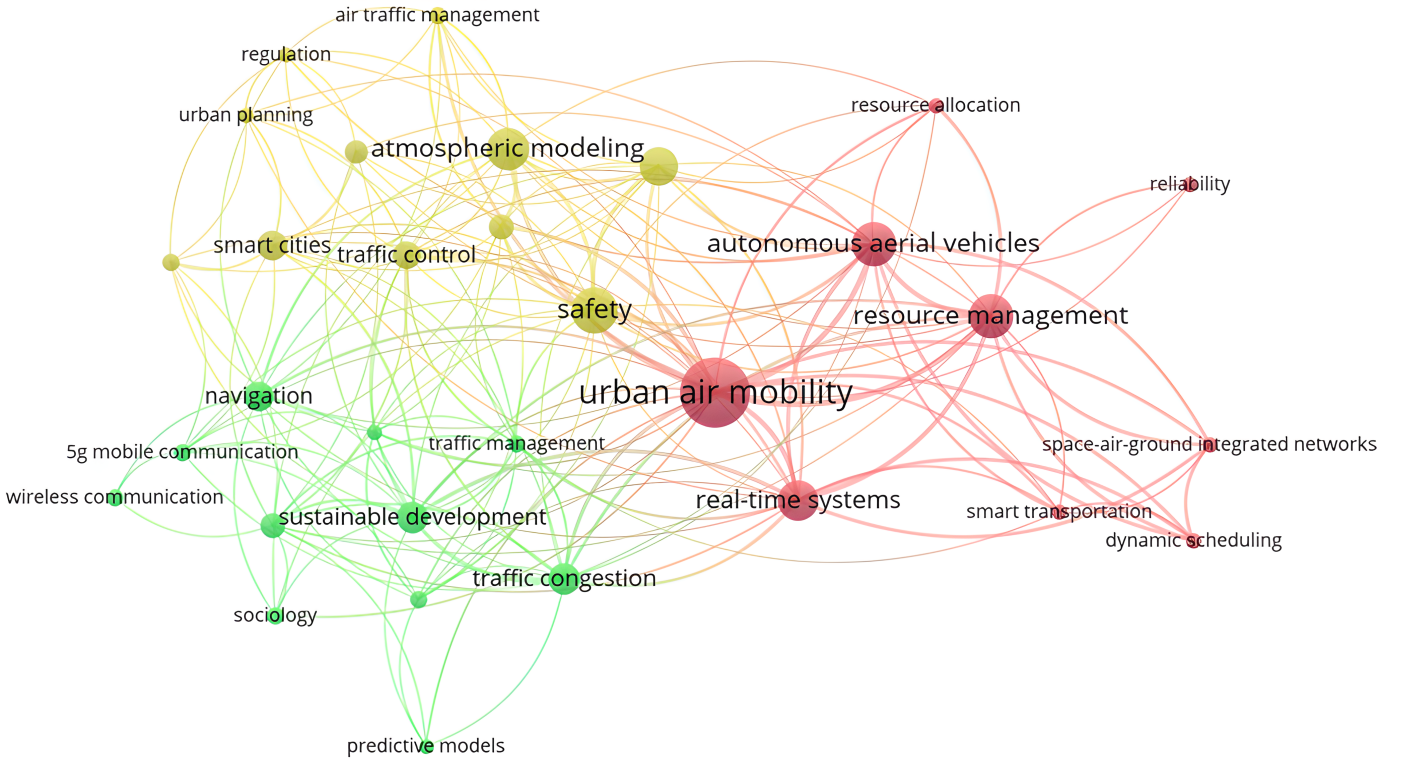 air traffic management
regulation
resource allocation
urban planning
atmospheric modeling
reliability
autonomous aerial vehicles
smart cities
traffic control
safety
resource management
urban air mobility
navigation
traffic management
space-air-ground integrated networks
5g mobile communication
wireless communication
real-time systems
smart transportation
sustainable development
dynamic scheduling
traffic congestion
sociology
predictive models